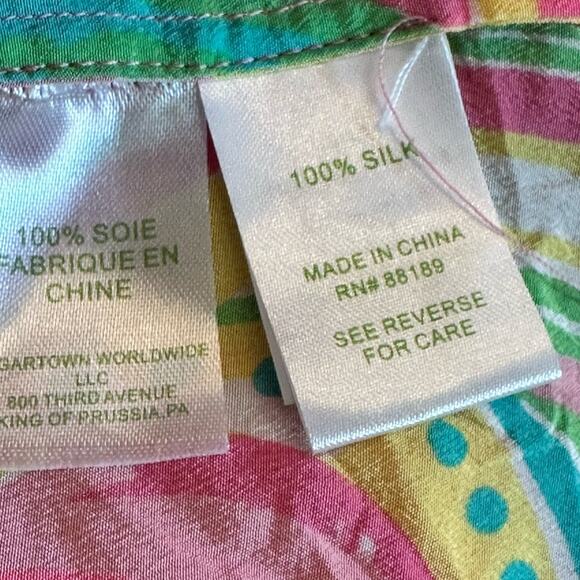 100% SOIE
FABRIQUE EN
CHINE
GARTOWN WORLDWIDE
LLC
800 THIRD AVENUE
KING OF PRUSSIA, PA
100% SILK
MADE IN CHINA
RN# 88189
SEE REVERSE
FOR CARE